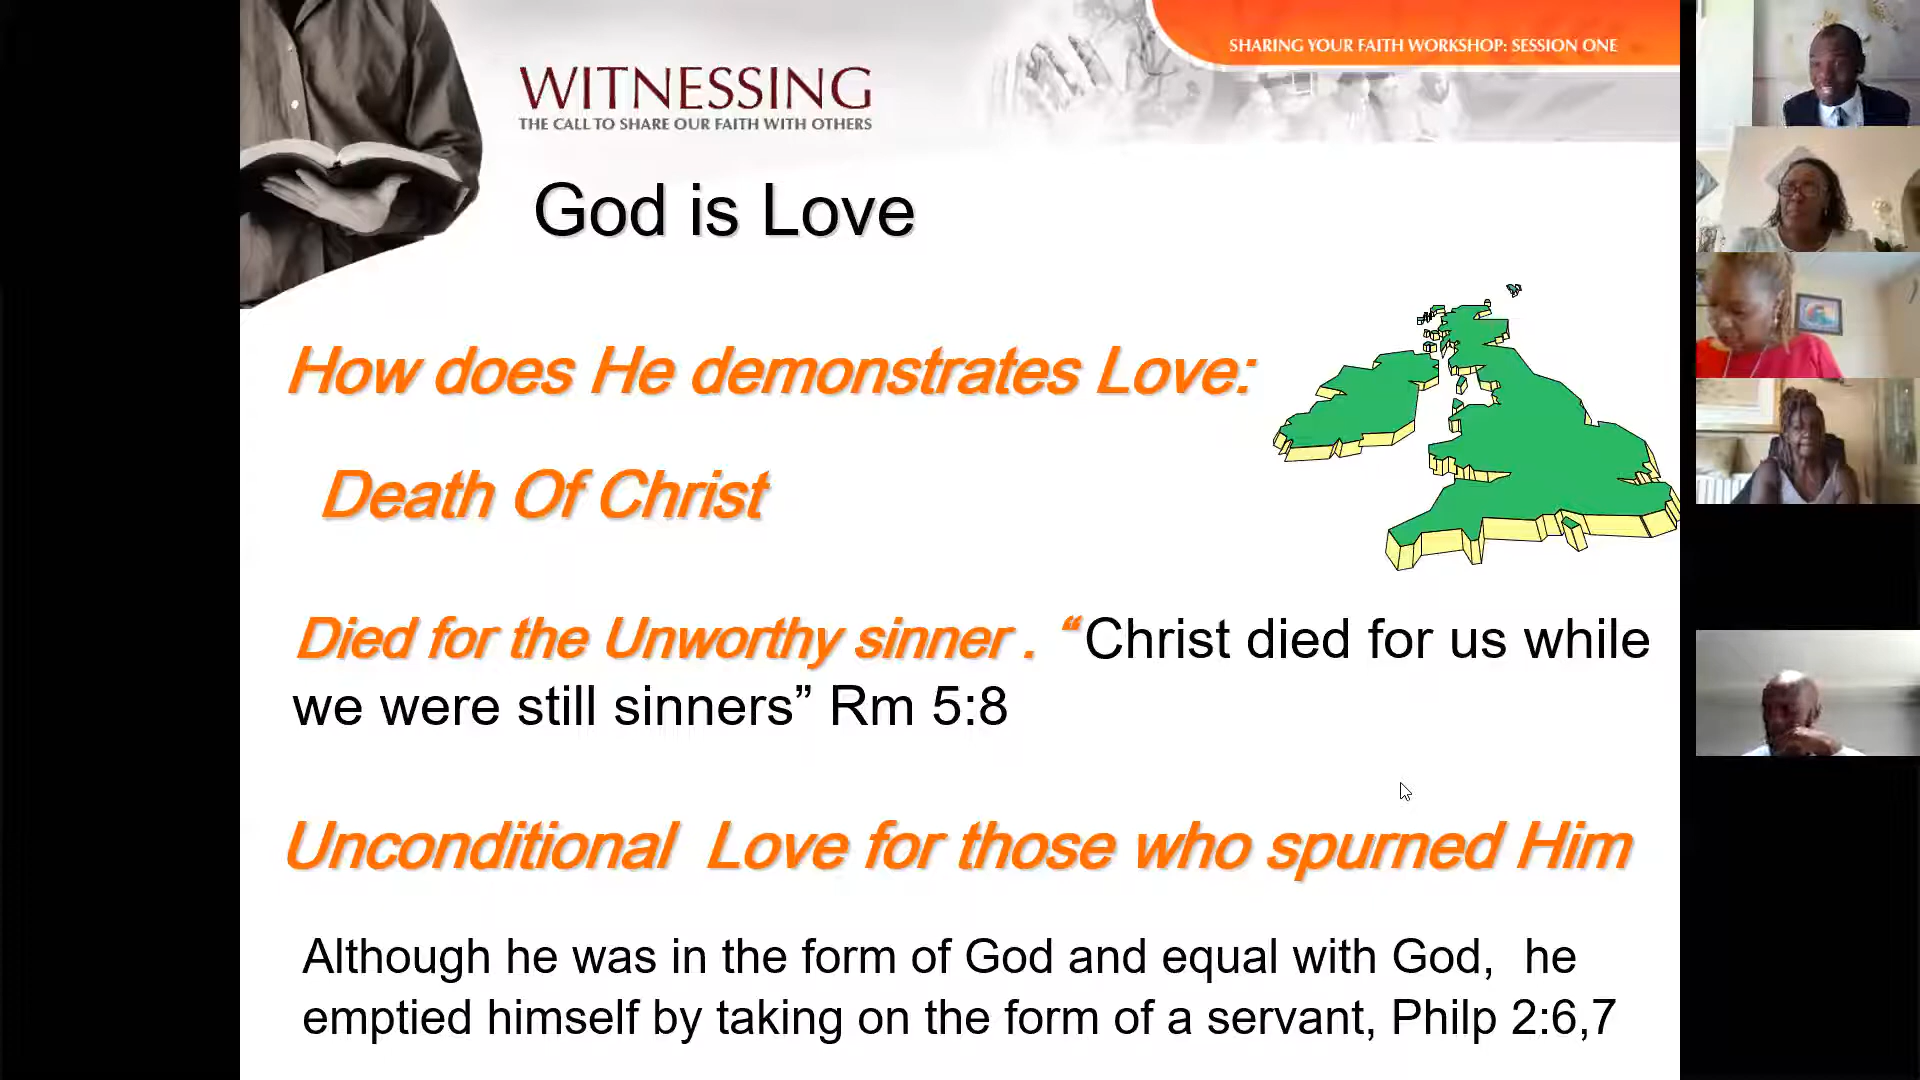 SHARING YOUR FAITH WORKSHOP: SESSION ONE
WITNESSING
THE CALL TO SHARE OUR FAITH WITH OTHERS
God is Love
How does He demonstrates Love:
Death Of Christ
Died for the Unworthy sinner . “Christ died for us while
we were still sinners” Rm 5:8
Unconditional Love for those who spurned Him
Although he was in the form of God and equal with God, he
emptied himself by taking on the form of a servant, Philp 2:6,7